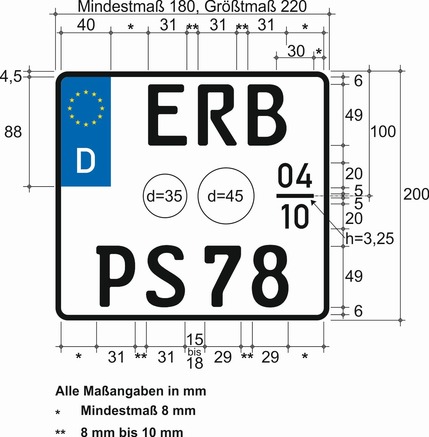 Mindestmaß 180, Größtmaß 220
40 * 31 ** 31 ** 31 *
30 *
4,5
88
D
ERB
d=35
d=45
04
10
PS 78
6
49
20
5
5
20
49
6
100
200
h=3,25
* 31 ** 31 15 bis 18 29 ** 29 *
Alle Maßangaben in mm
* Mindestmaß 8 mm
** 8 mm bis 10 mm